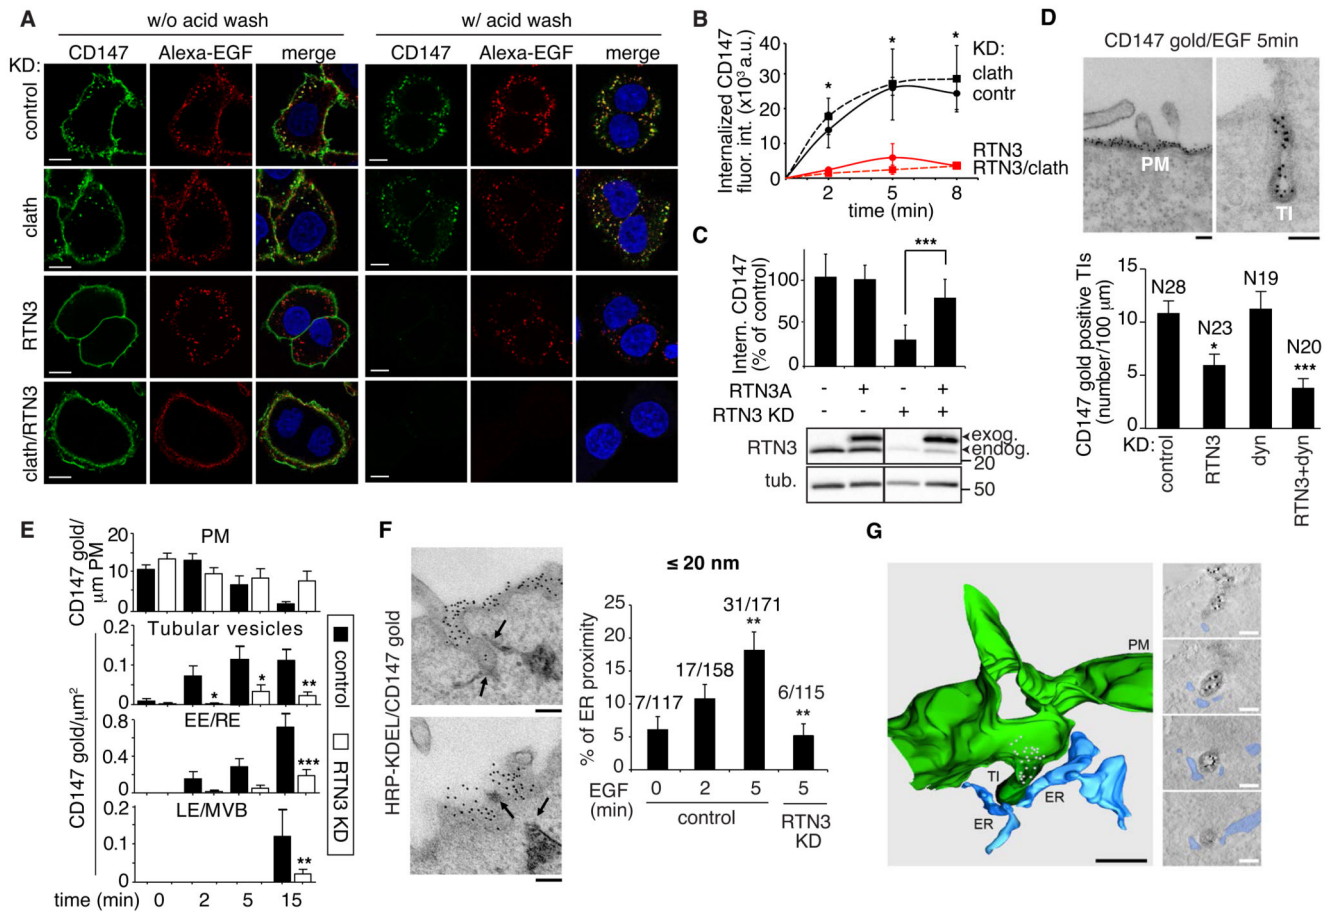 A
w/o acid wash
w/ acid wash
CD147 Alexa-EGF merge
CD147 Alexa-EGF merge
KD:
control
clath
RTN3
clath/RTN3
B
Internalized CD147
fluor. int. (x10³ a.u.)
40
30
20
10
0
* * *
KD:
clath
contr
RTN3
RTN3/clath
2 5 8
time (min)
C
Intern. CD147
(% of control)
100
50
0
***
RTN3A - + - +
RTN3 KD - - + +
RTN3
exog.
endog.
20
tub.
50
D
CD147 gold/EGF 5min
PM
TI
CD147 gold positive TIs
(number/100 µm)
15
10
5
0
N28
N23
*
N19
N20
***
KD:
control
RTN3
dyn
RTN3+dyn
E
CD147 gold/
µm PM
PM
20
10
0
CD147 gold/µm²
Tubular vesicles
0.2
0.1
0
* * **
EE/RE
0.8
0.4
0
***
LE/MVB
0.2
0.1
0
**
time (min) 0 2 5 15
control
RTN3 KD
F
HRP-KDEL/CD147 gold
≤ 20 nm
% of ER proximity
25
20
15
10
5
0
7/117
17/158
31/171
**
6/115
**
EGF
(min)
0 2 5 5
control
RTN3
KD
G
PM
TI
ER
ER